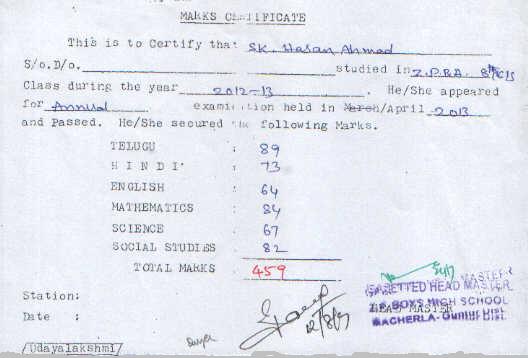 MARKS CERTIFICATE
This is to Certify that SK. Hasan Ahmad
S/o.D/o. studied in Z.P.B.A. 8th
Class during the year 2012-13. He/She appeared
for Annual examination held in March/April 2013
and Passed. He/She secured the following Marks.
TELUGU : 89
HINDI : 73
ENGLISH : 64
MATHEMATICS : 84
SCIENCE : 67
SOCIAL STUDIES : 82
TOTAL MARKS : 459
GAZETTED HEAD MASTER
Station: BOYS HIGH SCHOOL
HEAD MASTER
MACHERLA- Guntur Dist.
Date :
/Udayalakshmi/